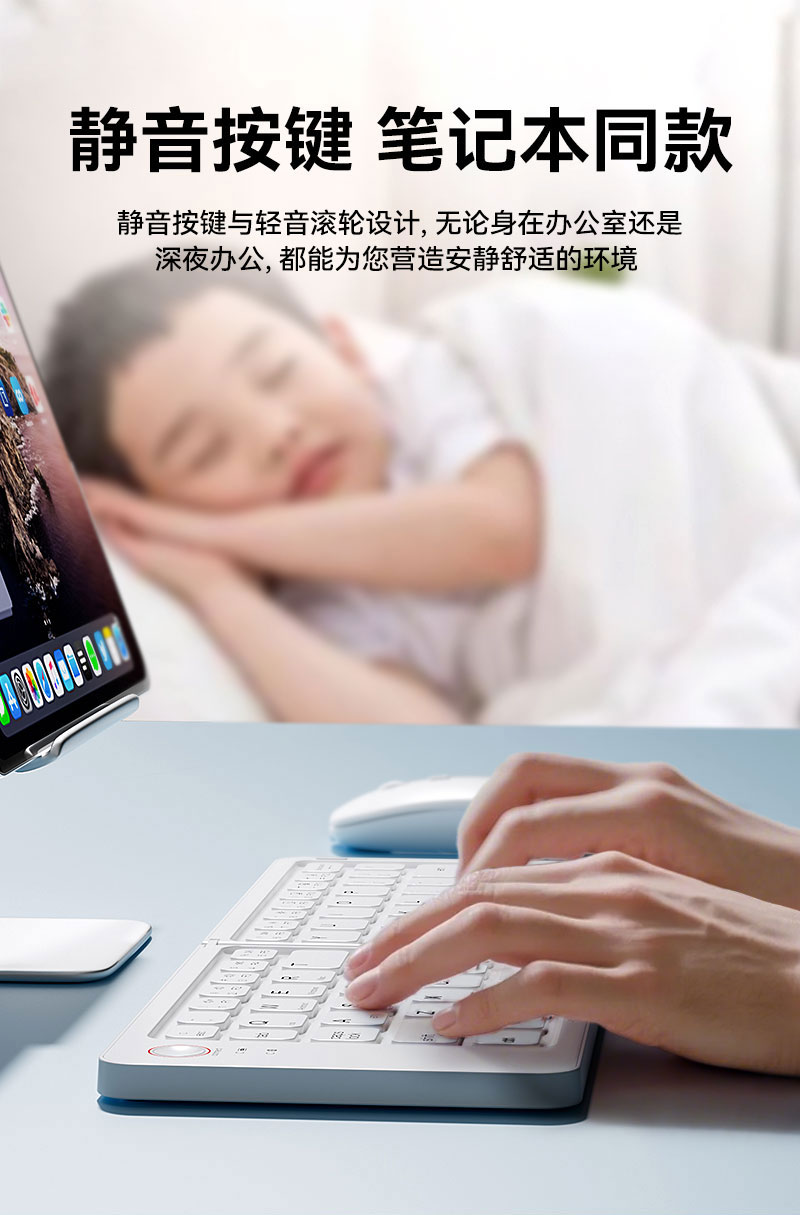 静音按键 笔记本同款
静音按键与轻音滚轮设计, 无论身在办公室还是
深夜办公, 都能为您营造安静舒适的环境